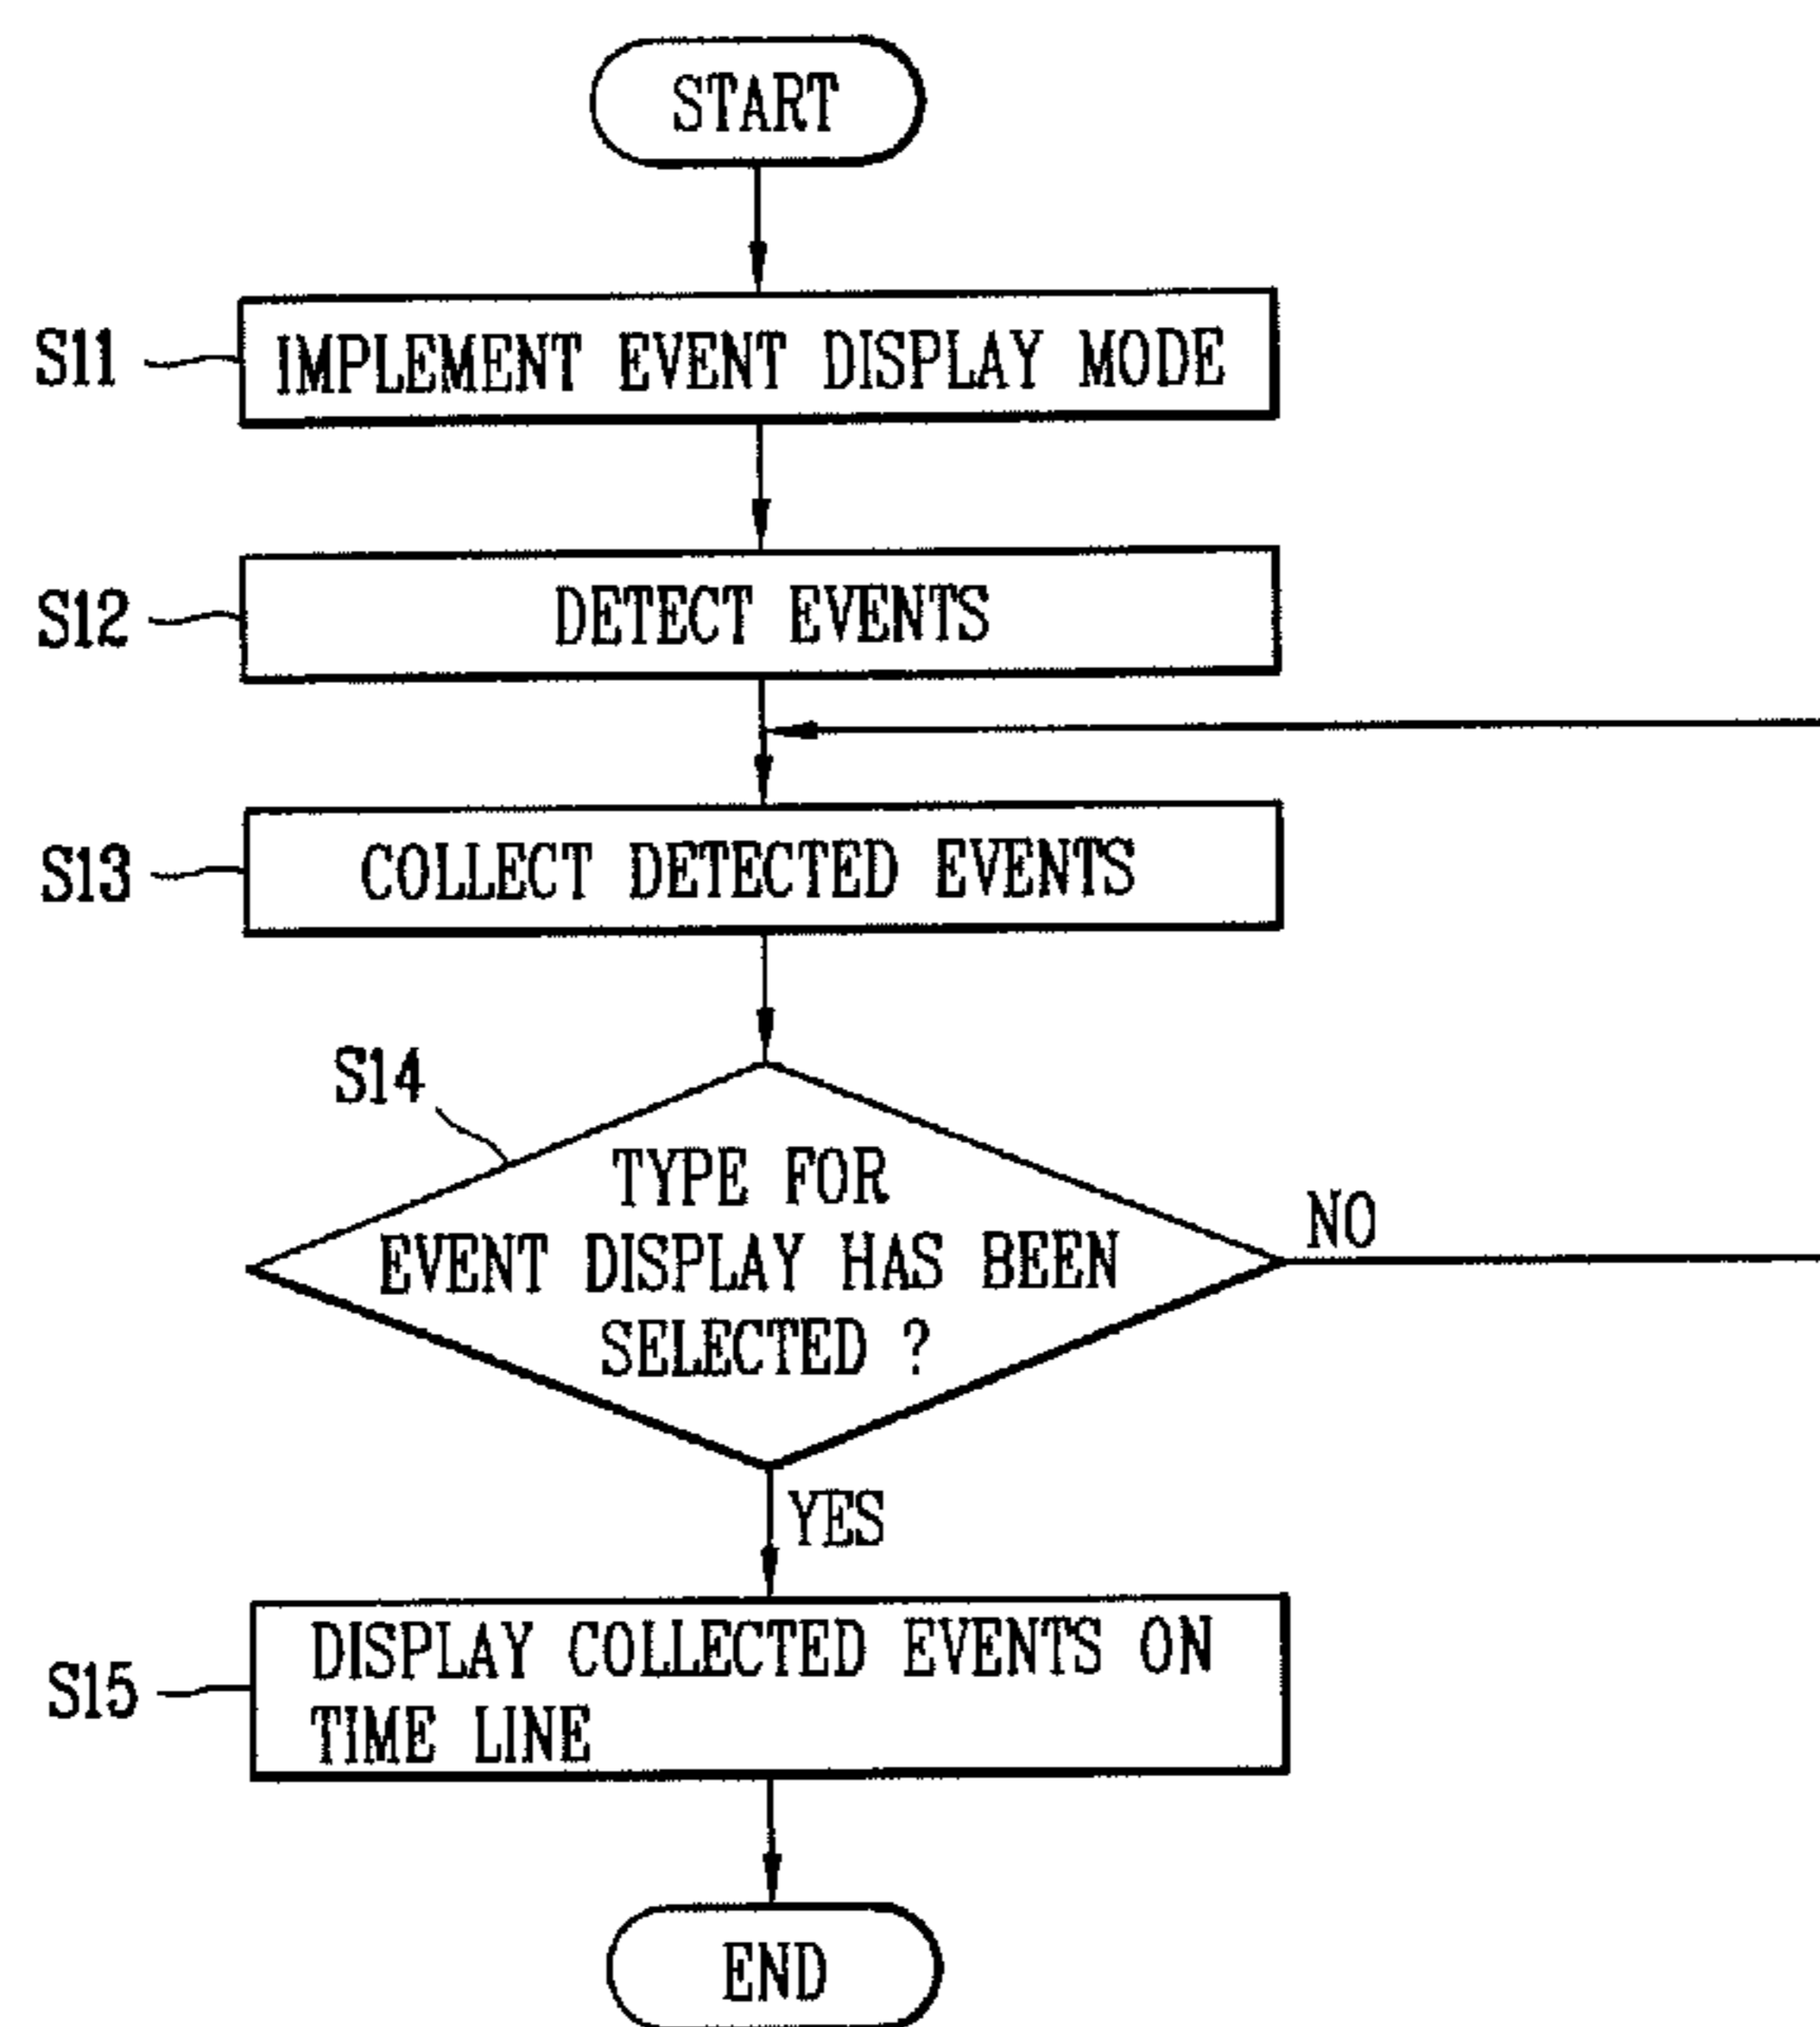 START
S11
IMPLEMENT EVENT DISPLAY MODE
S12
DETECT EVENTS
S13
COLLECT DETECTED EVENTS
S14
TYPE FOR
EVENT DISPLAY HAS BEEN
SELECTED ?
NO
YES
S15
DISPLAY COLLECTED EVENTS ON
TIME LINE
END